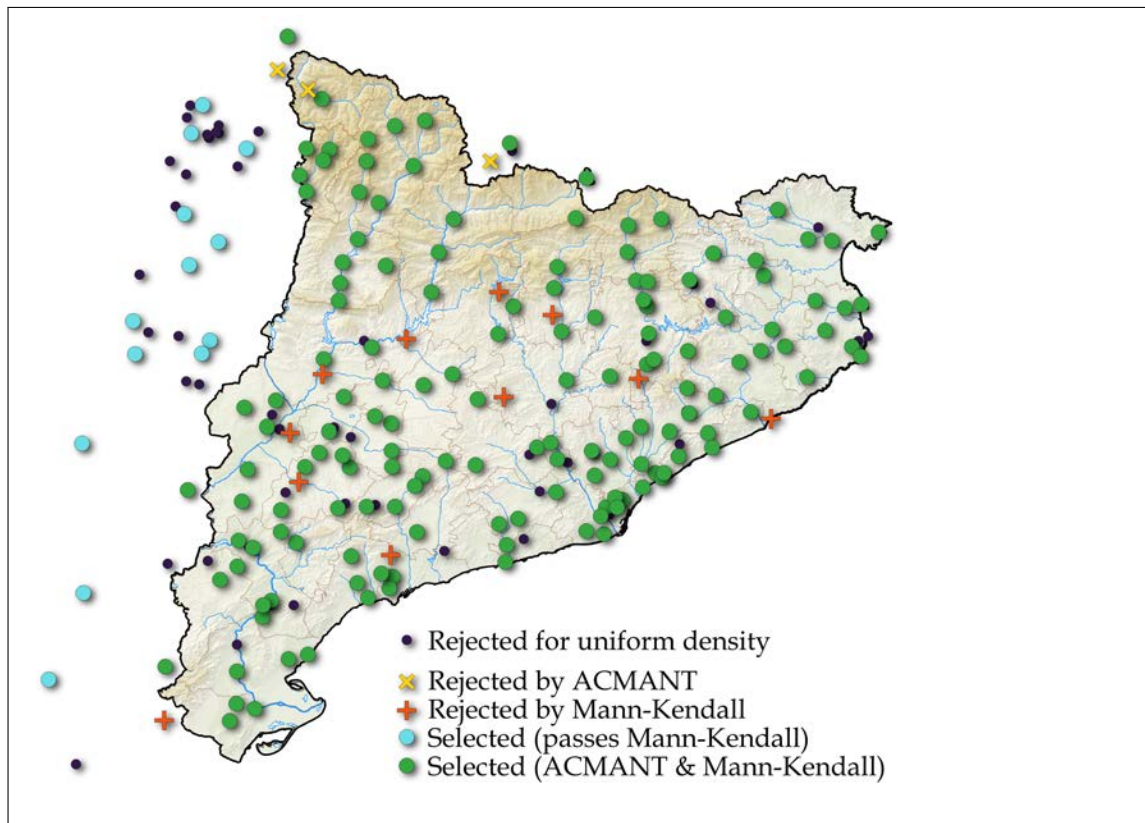 Rejected for uniform density
Rejected by ACMANT
Rejected by Mann-Kendall
Selected (passes Mann-Kendall)
Selected (ACMANT & Mann-Kendall)